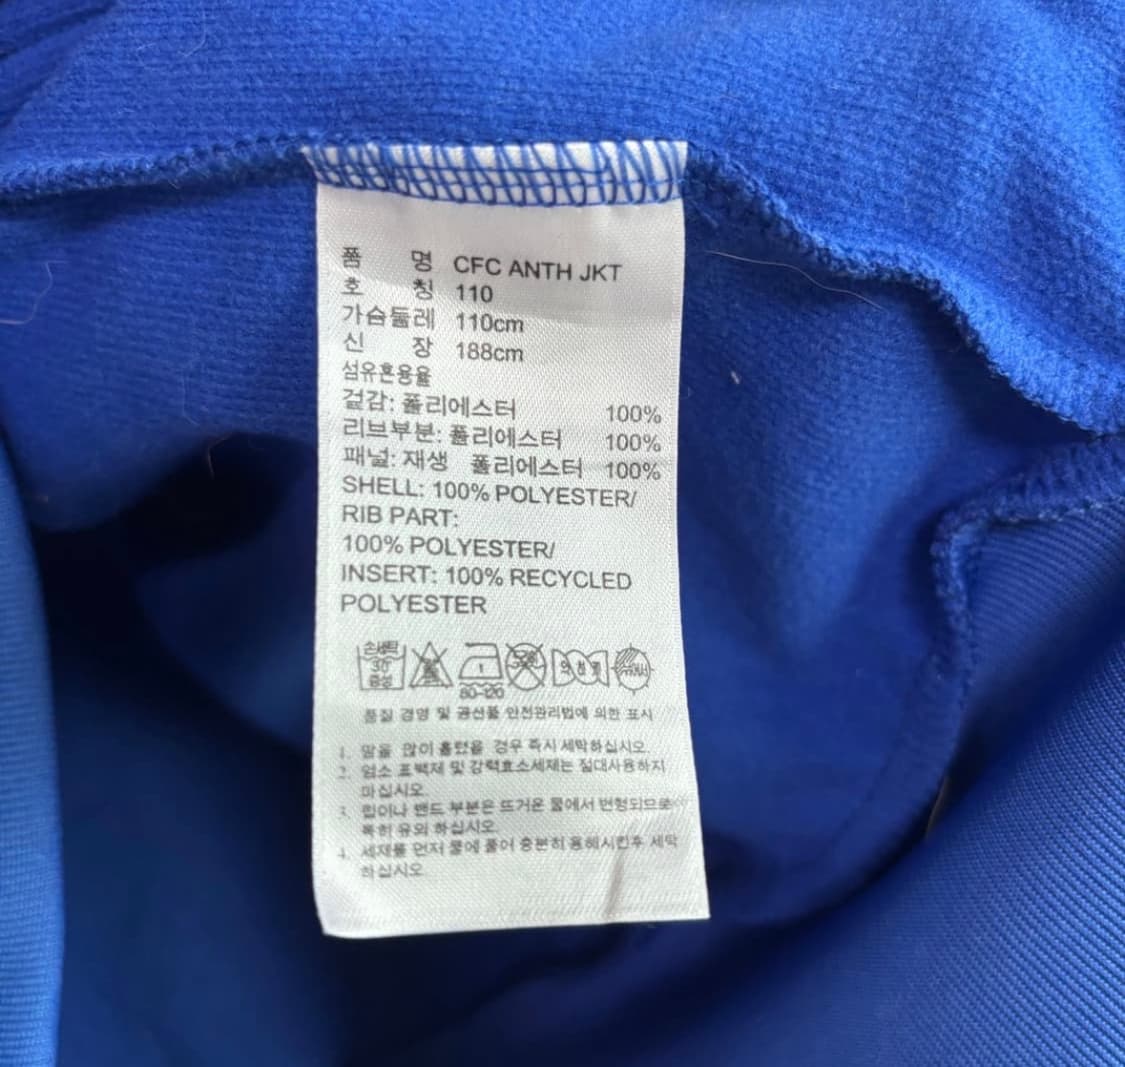 품 명 CFC ANTH JKT
호 칭 110
가슴둘레 110cm
신 장 188cm
섬유혼용율
겉감: 폴리에스터 100%
리브부분: 폴리에스터 100%
패널: 재생 폴리에스터 100%
SHELL: 100% POLYESTER/
RIB PART:
100% POLYESTER/
INSERT: 100% RECYCLED
POLYESTER
손세탁
30
중성
1
80-120
품질 경영 및 공산품 안전관리법에 의한 표시
1. 땀을 많이 흘렸을 경우 즉시 세탁하십시오.
2. 염소 표백제 및 강력효소세제는 절대사용하지
마십시오.
3. 립이나 밴드 부분은 뜨거운 물에서 변형되므로
특히 유의 하십시오.
4. 세제를 먼저 물에 풀어 충분히 용해시킨후 세탁
하십시오.